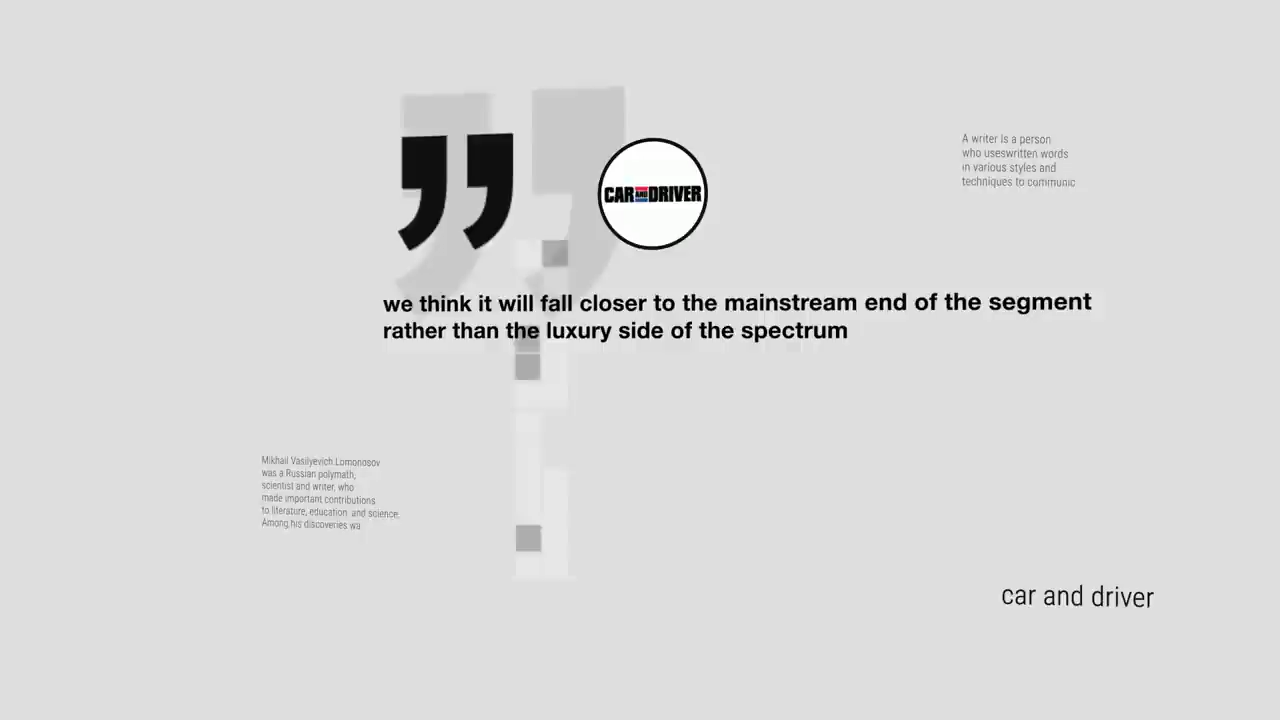 ”
CAR AND DRIVER
A writer is a person
who useswritten words
in various styles and
techniques to communic
we think it will fall closer to the mainstream end of the segment
rather than the luxury side of the spectrum
Mikhail Vasilyevich Lomonosov
was a Russian polymath,
scientist and writer, who
made important contributions
to literature, education and science.
Among his discoveries wa
car and driver